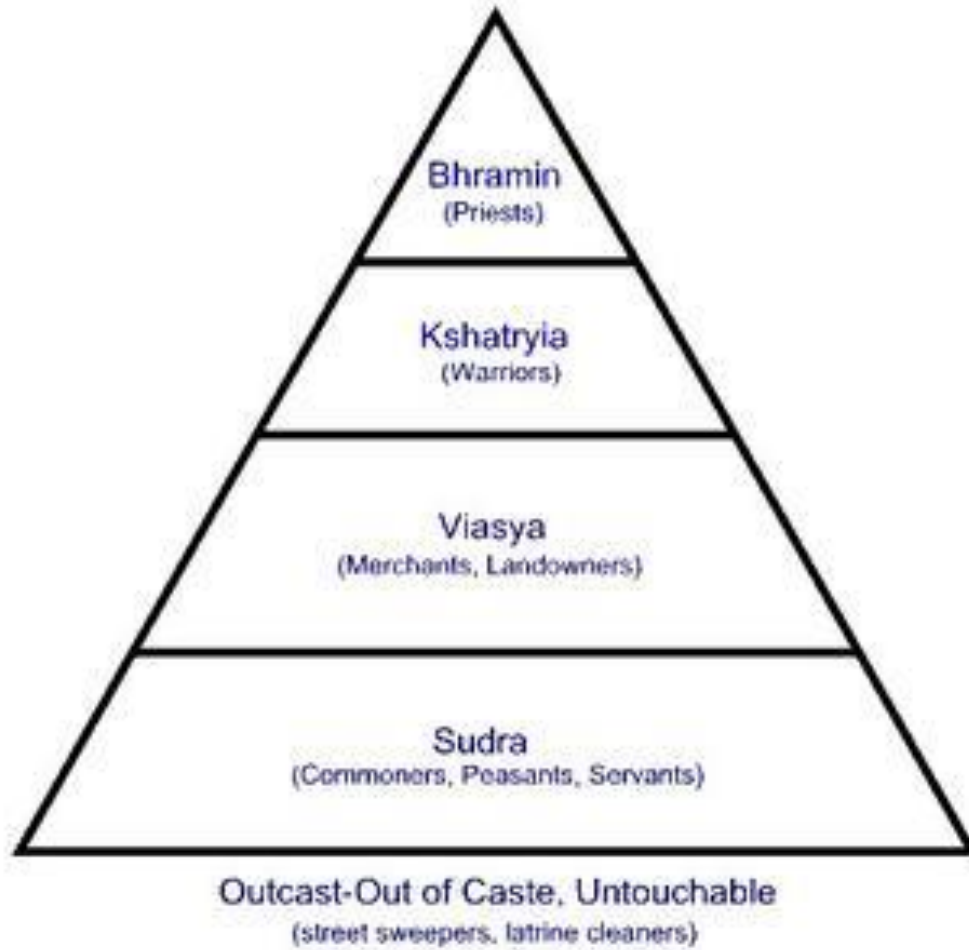 Bhramin
(Priests)
Kshatryia
(Warriors)
Viasya
(Merchants, Landowners)
Sudra
(Commoners, Peasants, Servants)
Outcast-Out of Caste, Untouchable
(street sweepers, latrine cleaners)